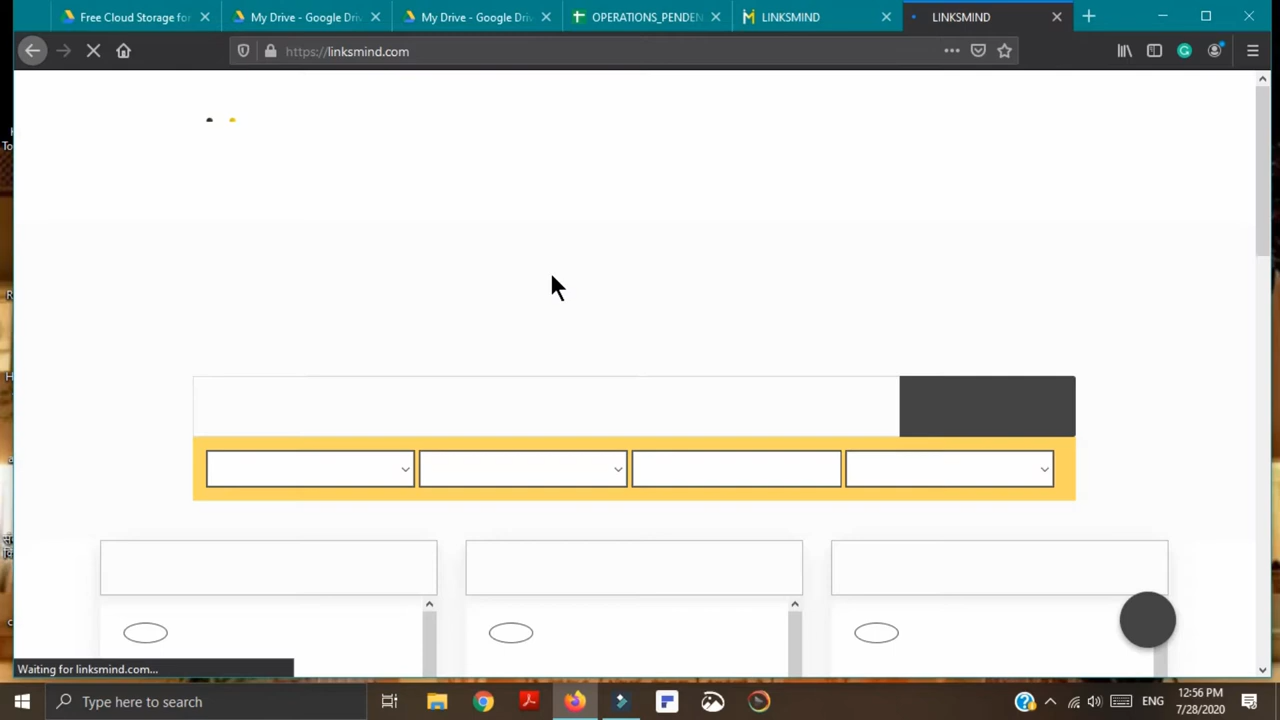 Free Cloud Storage for
My Drive - Google Dri
My Drive - Google Dri
OPERATIONS_PENDEN
LINKSMIND
LINKSMIND
https://linksmind.com
Waiting for linksmind.com...
Type here to search
ENG
12:56 PM
7/28/2020